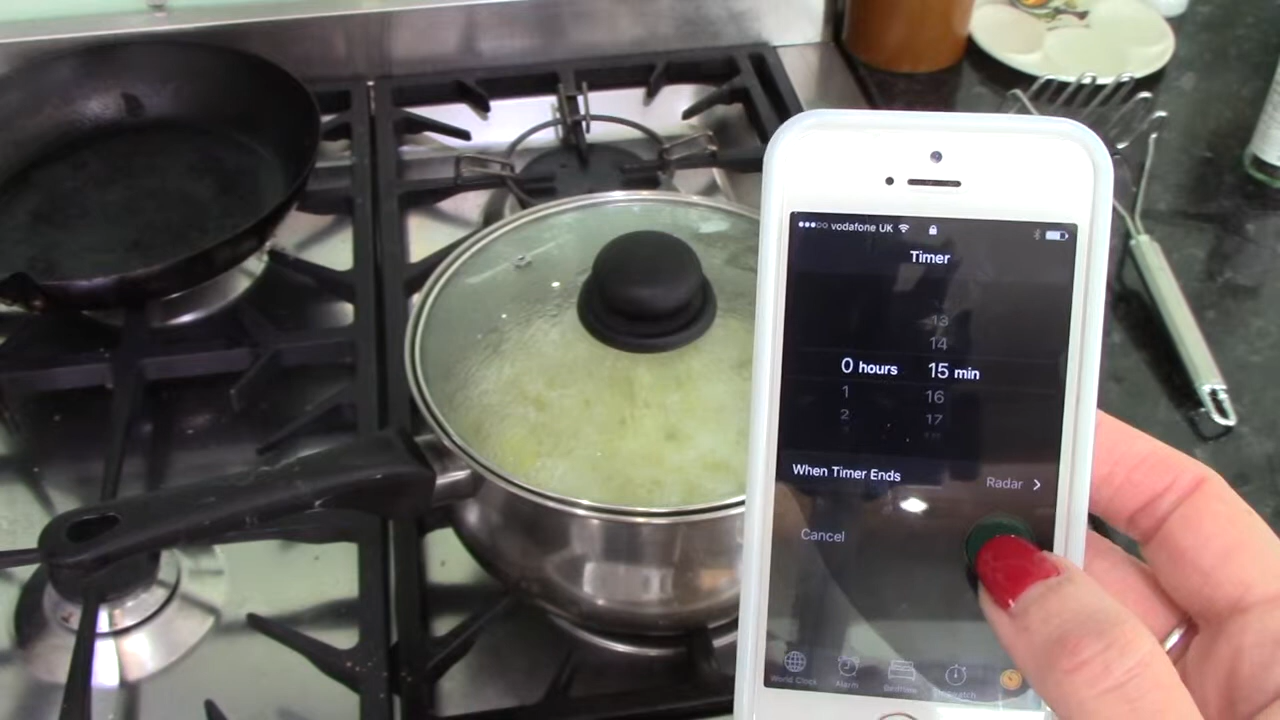 vodafone UK
Timer
13
14
0 hours 15 min
1 16
2 17
When Timer Ends Radar
Cancel
World Clock Alarm Bedtime Stopwatch